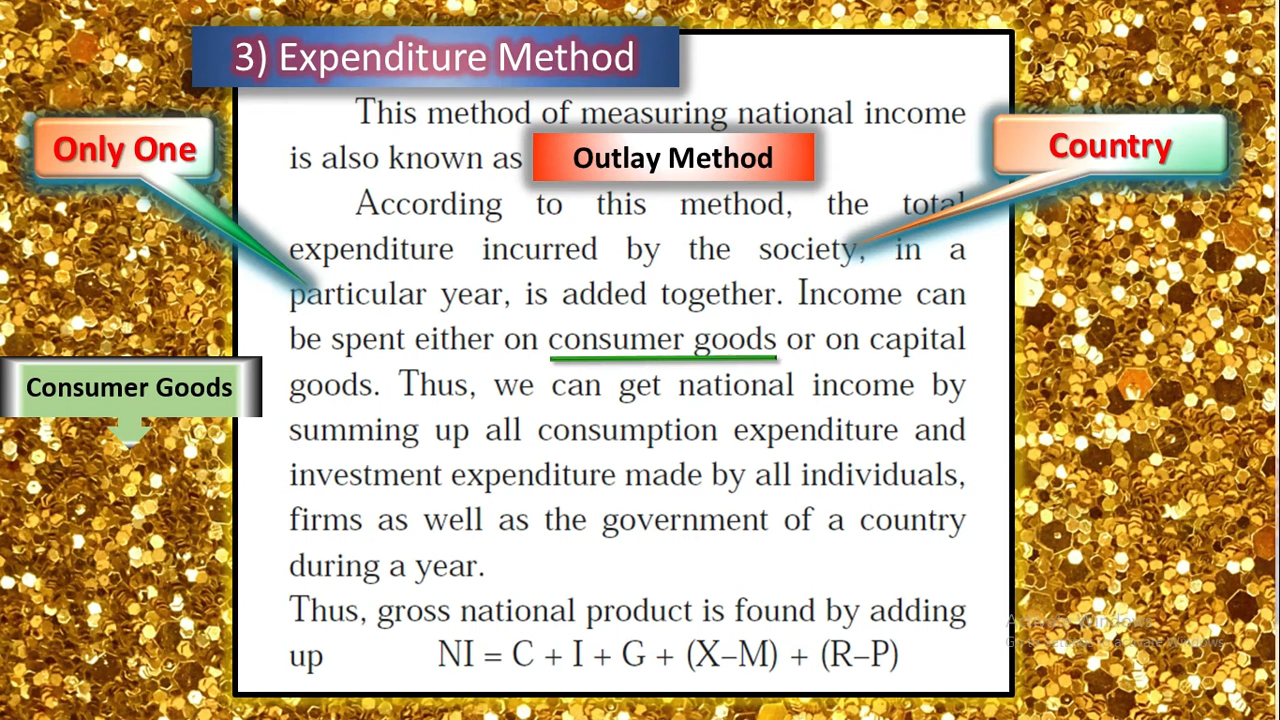 3) Expenditure Method
This method of measuring national income
is also known as Outlay Method
Only One
Country
According to this method, the total
expenditure incurred by the society, in a
particular year, is added together. Income can
be spent either on consumer goods or on capital
Consumer Goods
goods. Thus, we can get national income by
summing up all consumption expenditure and
investment expenditure made by all individuals,
firms as well as the government of a country
during a year.
Thus, gross national product is found by adding
up NI = C + I + G + (X–M) + (R–P)